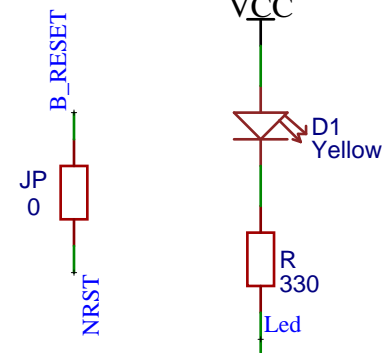 VCC
B_RESET
D1
Yellow
JP
0
R
330
NRST
Led